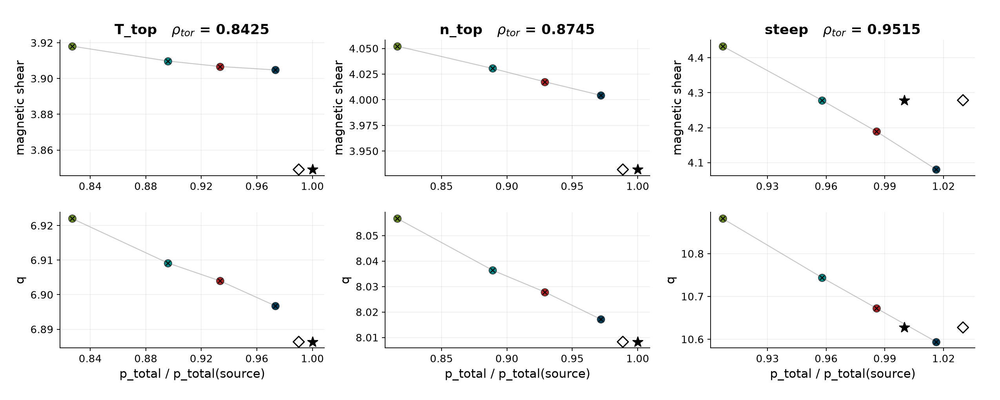 T_top ρtor = 0.8425
magnetic shear
3.92
3.90
3.88
3.86
0.84 0.88 0.92 0.96 1.00
n_top ρtor = 0.8745
magnetic shear
4.050
4.025
4.000
3.975
3.950
0.85 0.90 0.95 1.00
steep ρtor = 0.9515
magnetic shear
4.4
4.3
4.2
4.1
0.93 0.96 0.99 1.02
q
6.92
6.91
6.90
6.89
0.84 0.88 0.92 0.96 1.00
p_total / p_total(source)
q
8.05
8.04
8.03
8.02
8.01
0.85 0.90 0.95 1.00
p_total / p_total(source)
q
10.8
10.7
10.6
0.93 0.96 0.99 1.02
p_total / p_total(source)